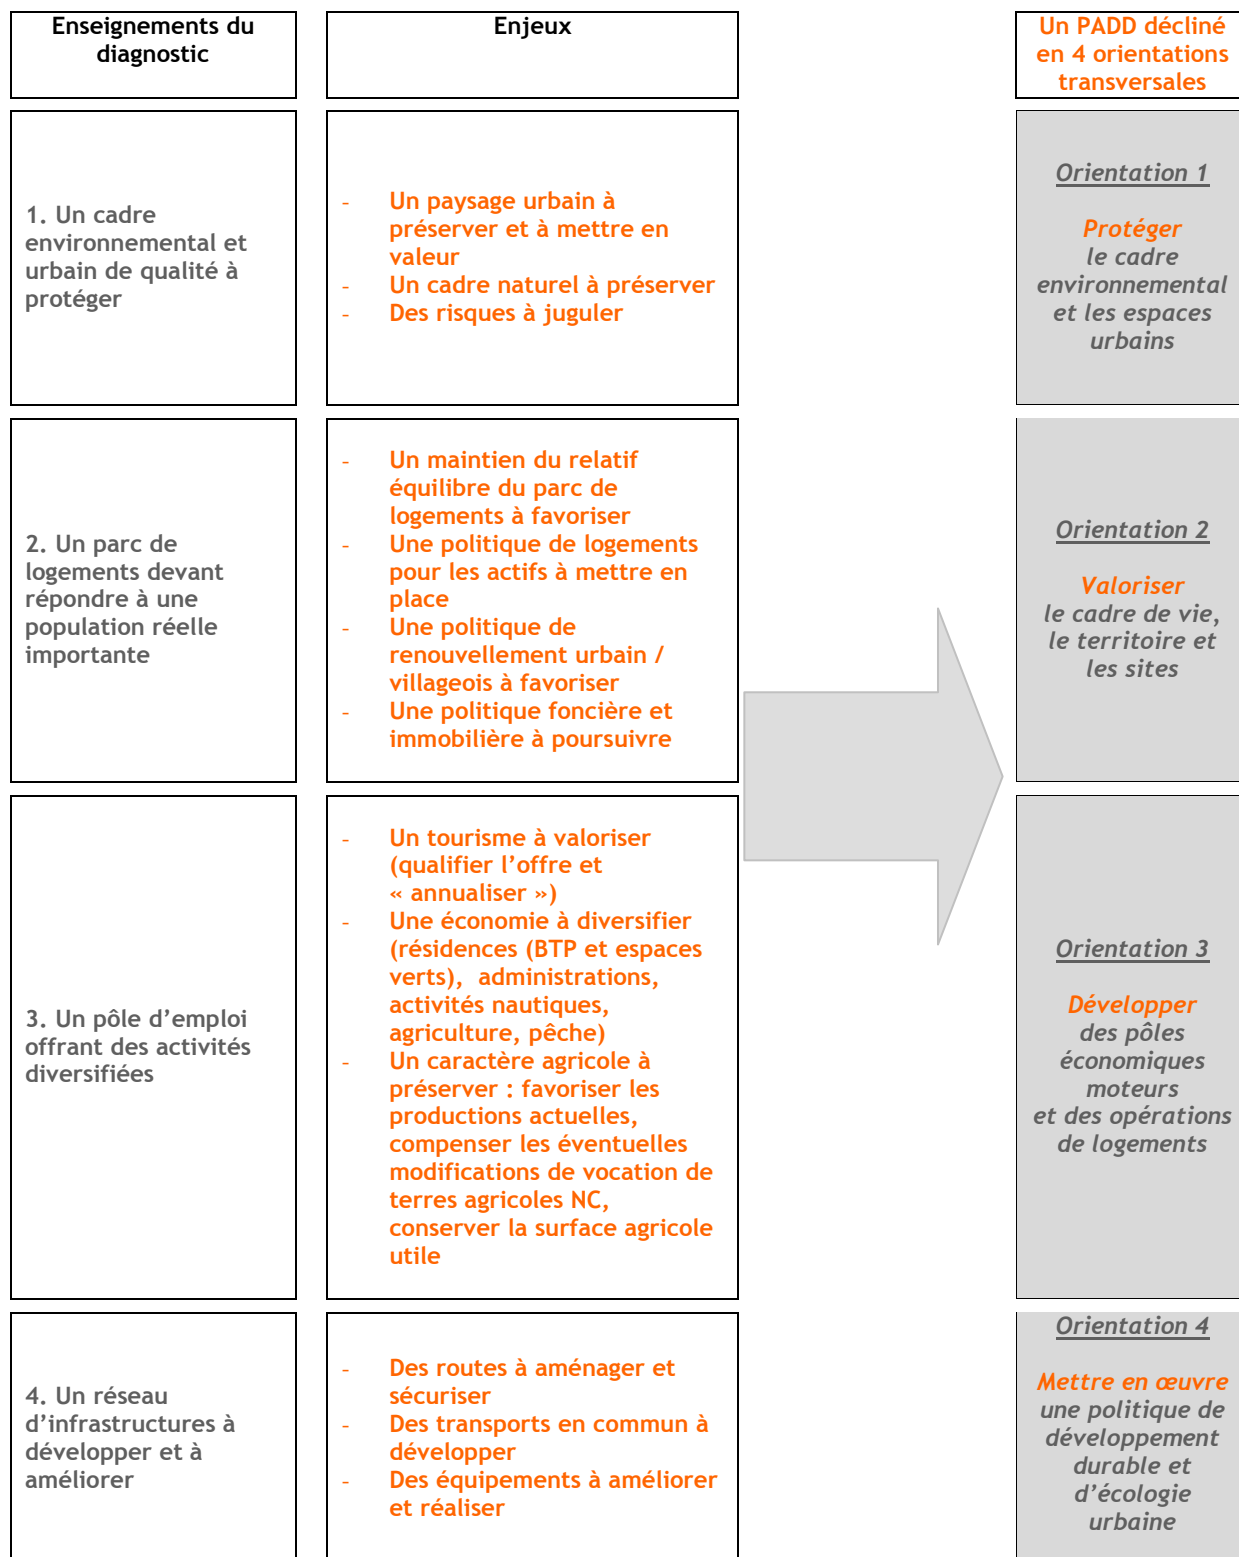 Enseignements du
diagnostic
Enjeux
Un PADD décliné
en 4 orientations
transversales
1. Un cadre
environnemental et
urbain de qualité à
protéger
- Un paysage urbain à
préserver et à mettre en
valeur
- Un cadre naturel à préserver
- Des risques à juguler
Orientation 1
Protéger
le cadre
environnemental
et les espaces
urbains
2. Un parc de
logements devant
répondre à une
population réelle
importante
- Un maintien du relatif
équilibre du parc de
logements à favoriser
- Une politique de logements
pour les actifs à mettre en
place
- Une politique de
renouvellement urbain /
villageois à favoriser
- Une politique foncière et
immobilière à poursuivre
Orientation 2
Valoriser
le cadre de vie,
le territoire et
les sites
3. Un pôle d’emploi
offrant des activités
diversifiées
- Un tourisme à valoriser
(qualifier l’offre et
« annualiser »)
- Une économie à diversifier
(résidences (BTP et espaces
verts), administrations,
activités nautiques,
agriculture, pêche)
- Un caractère agricole à
préserver : favoriser les
productions actuelles,
compenser les éventuelles
modifications de vocation de
terres agricoles NC,
conserver la surface agricole
utile
Orientation 3
Développer
des pôles
économiques
moteurs
et des opérations
de logements
4. Un réseau
d’infrastructures à
développer et à
améliorer
- Des routes à aménager et
sécuriser
- Des transports en commun à
développer
- Des équipements à améliorer
et réaliser
Orientation 4
Mettre en œuvre
une politique de
développement
durable et
d’écologie
urbaine